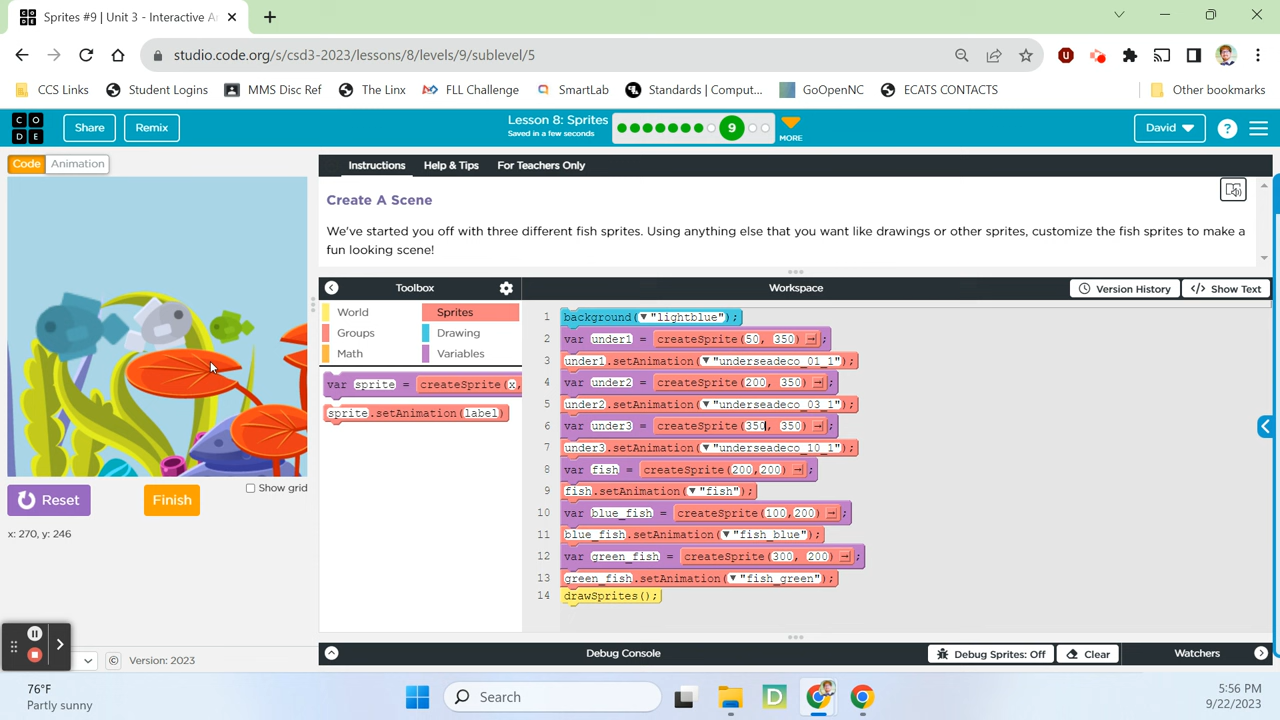 Sprites #9 | Unit 3 - Interactive Ar
studio.code.org/s/csd3-2023/lessons/8/levels/9/sublevel/5
CCS Links
Student Logins
MMS Disc Ref
The Linx
FLL Challenge
SmartLab
Standards | Comput...
GoOpenNC
ECATS CONTACTS
Other bookmarks
C O
D E
Share
Remix
Lesson 8: Sprites
Saved in a few seconds
9
MORE
David
Code
Animation
Instructions
Help & Tips
For Teachers Only
Create A Scene
We've started you off with three different fish sprites. Using anything else that you want like drawings or other sprites, customize the fish sprites to make a
fun looking scene!
Toolbox
Workspace
Version History
</> Show Text
World
Sprites
Groups
Drawing
Math
Variables
var sprite = createSprite(x,
sprite.setAnimation(label)
1 background("lightblue");
2 var under1 = createSprite(50, 350);
3 under1.setAnimation("underseadeco_01_1");
4 var under2 = createSprite(200, 350);
5 under2.setAnimation("underseadeco_03_1");
6 var under3 = createSprite(350, 350);
7 under3.setAnimation("underseadeco_10_1");
8 var fish = createSprite(200,200);
9 fish.setAnimation("fish");
10 var blue_fish = createSprite(100,200);
11 blue_fish.setAnimation("fish_blue");
12 var green_fish = createSprite(300, 200);
13 green_fish.setAnimation("fish_green");
14 drawSprites();
Reset
Finish
Show grid
x: 270, y: 246
© Version: 2023
Debug Console
Debug Sprites: Off
Clear
Watchers
76°F
Partly sunny
Search
5:56 PM
9/22/2023